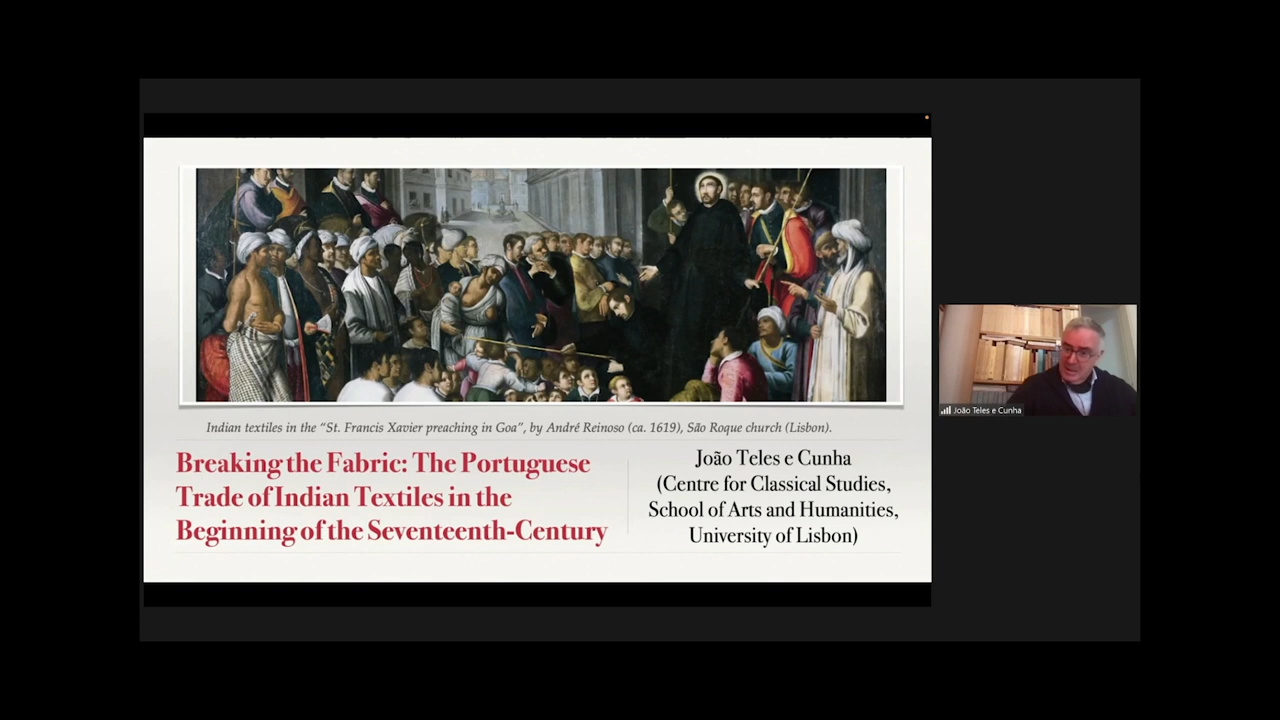 Indian textiles in the “St. Francis Xavier preaching in Goa”, by André Reinoso (ca. 1619), São Roque church (Lisbon).
Breaking the Fabric: The Portuguese
Trade of Indian Textiles in the
Beginning of the Seventeenth-Century
João Teles e Cunha
(Centre for Classical Studies,
School of Arts and Humanities,
University of Lisbon)
João Teles e Cunha